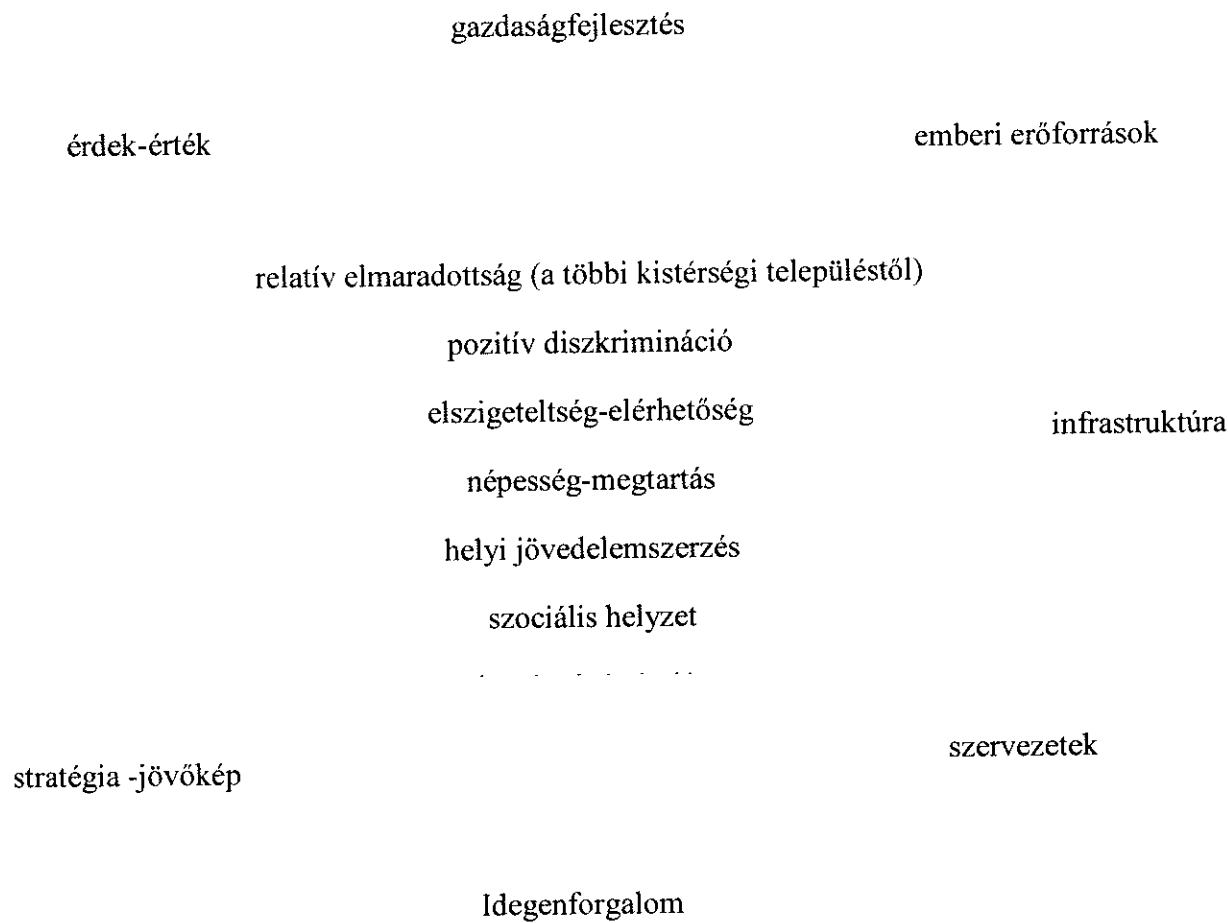 gazdaságfejlesztés
érdek-érték
emberi erőforrások
relatív elmaradottság (a többi kistérségi településtől)
pozitív diszkrimináció
elszigeteltség-elérhetőség
infrastruktúra
népesség-megtartás
helyi jövedelemszerzés
szociális helyzet
szervezetek
stratégia -jövőkép
Idegenforgalom